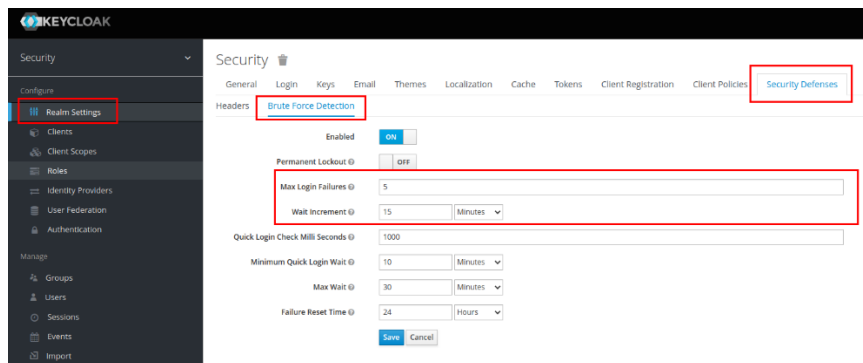 KEYCLOAK
Security
Configure
Realm Settings
Clients
Client Scopes
Roles
Identity Providers
User Federation
Authentication
Manage
Groups
Users
Sessions
Events
Import
Security
General Login Keys Email Themes Localization Cache Tokens Client Registration Client Policies Security Defenses
Headers Brute Force Detection
Enabled ON
Permanent Lockout OFF
Max Login Failures 5
Wait Increment 15 Minutes
Quick Login Check Milli Seconds 1000
Minimum Quick Login Wait 10 Minutes
Max Wait 30 Minutes
Failure Reset Time 24 Hours
Save Cancel